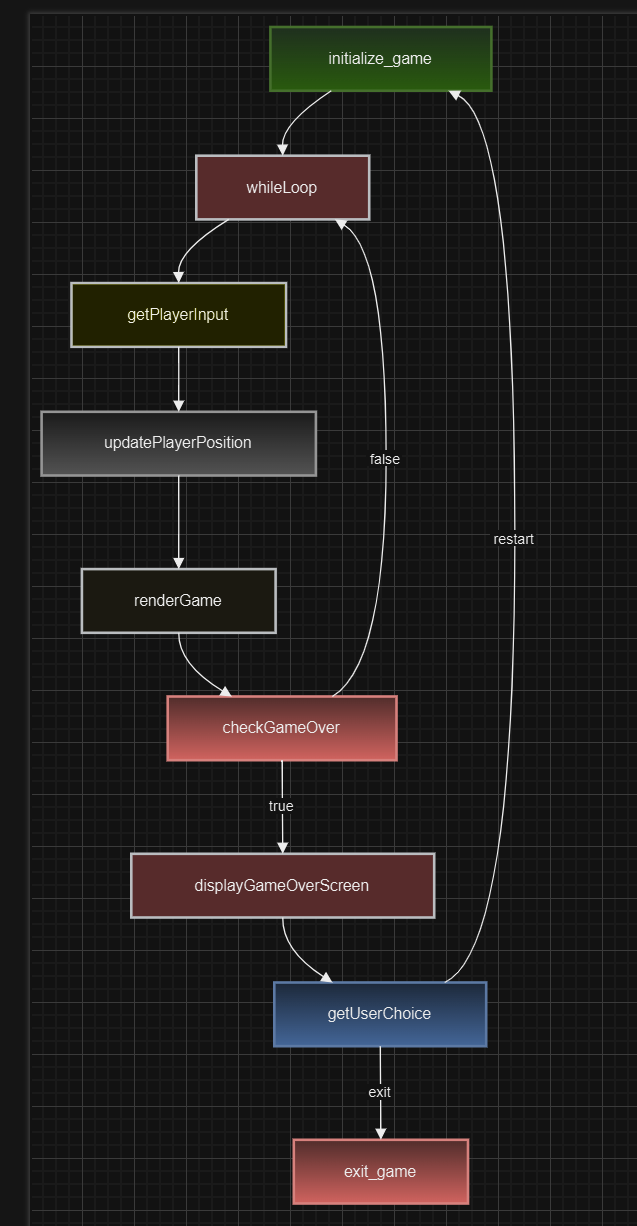 initialize_game
whileLoop
getPlayerInput
updatePlayerPosition
false
restart
renderGame
checkGameOver
true
displayGameOverScreen
getUserChoice
exit
exit_game